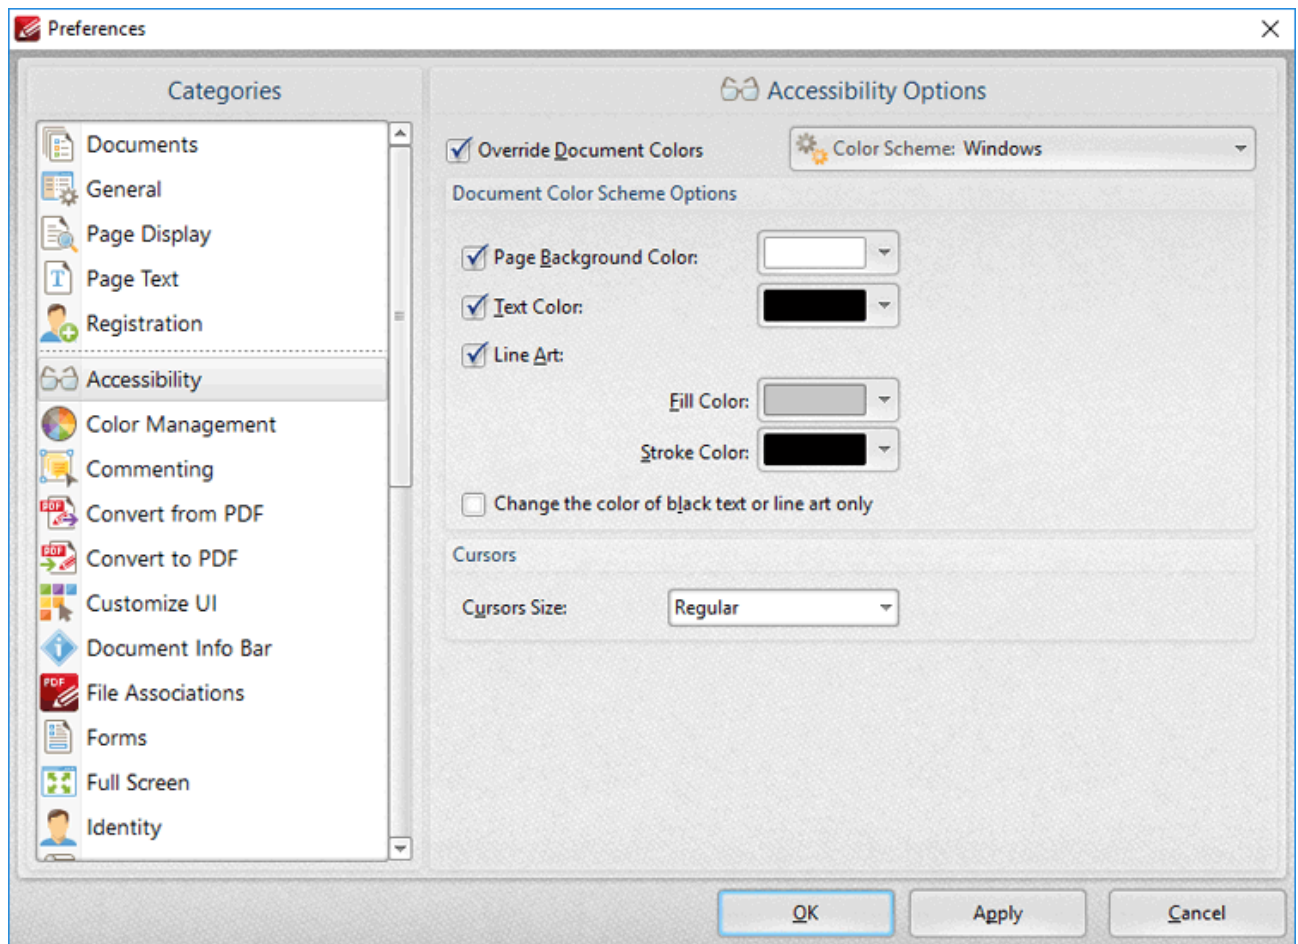 Preferences
Categories
Documents
General
Page Display
Page Text
Registration
Accessibility
Color Management
Commenting
Convert from PDF
Convert to PDF
Customize UI
Document Info Bar
File Associations
Forms
Full Screen
Identity
Accessibility Options
Override Document Colors
Color Scheme: Windows
Document Color Scheme Options
Page Background Color:
Text Color:
Line Art:
Fill Color:
Stroke Color:
Change the color of black text or line art only
Cursors
Cursors Size: Regular
OK Apply Cancel